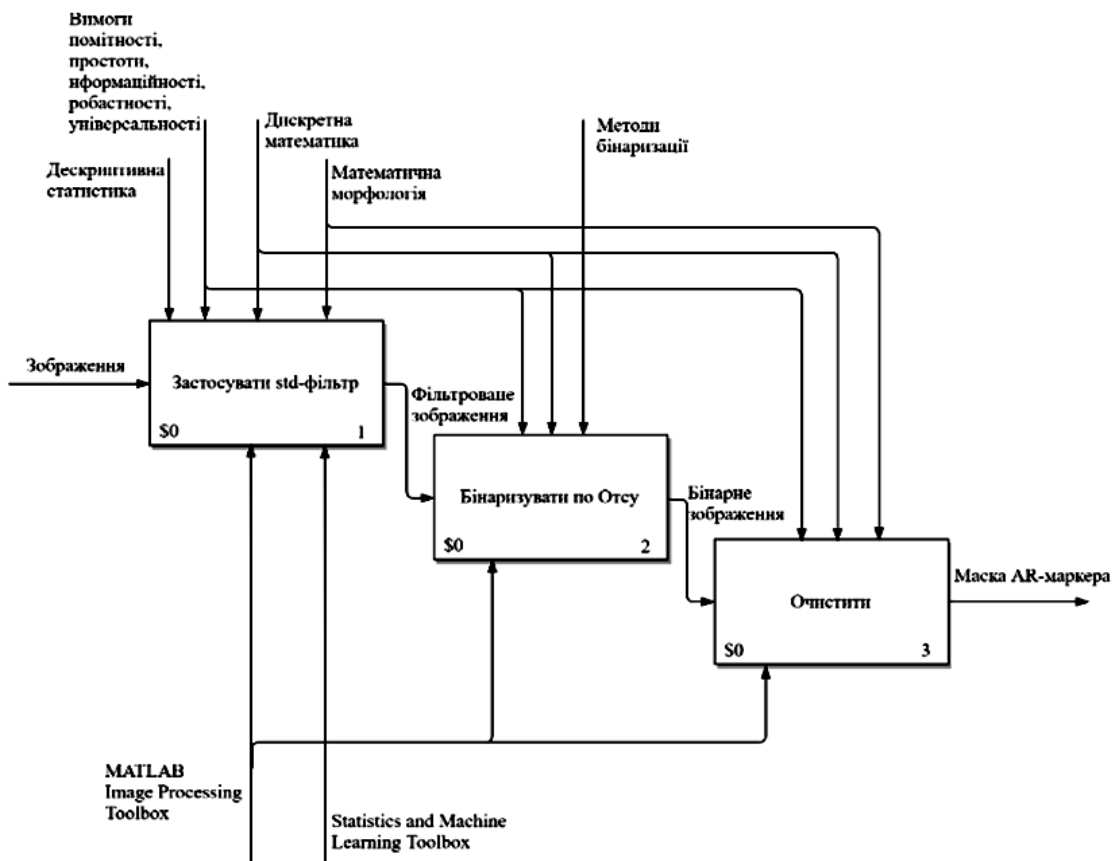 Вимоги
помітності,
простоти,
нформаційності,
робастності,
універсальності
Дескриптивна
статистика
Дискретна
математика
Математична
морфологія
Методи
бінаризації
Зображення
Застосувати std-фільтр
$0
1
Фільтроване
зображення
Бінаризувати по Отсу
$0
2
Бінарне
зображення
Очистити
$0
3
Маска AR-маркера
MATLAB
Image Processing
Toolbox
Statistics and Machine
Learning Toolbox